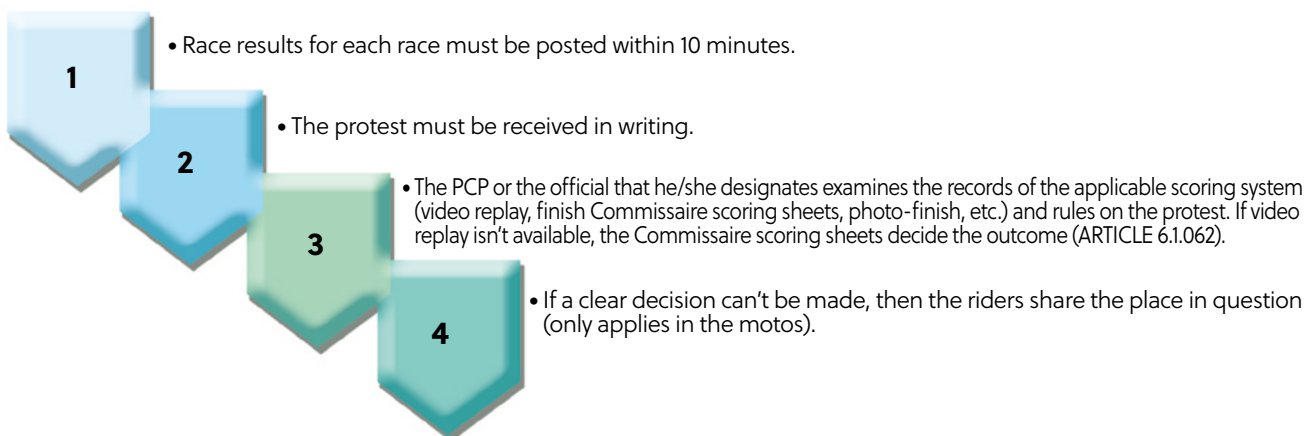 1
• Race results for each race must be posted within 10 minutes.
2
• The protest must be received in writing.
3
• The PCP or the official that he/she designates examines the records of the applicable scoring system
(video replay, finish Commissaire scoring sheets, photo-finish, etc.) and rules on the protest. If video
replay isn't available, the Commissaire scoring sheets decide the outcome (ARTICLE 6.1.062).
4
• If a clear decision can't be made, then the riders share the place in question
(only applies in the motos).